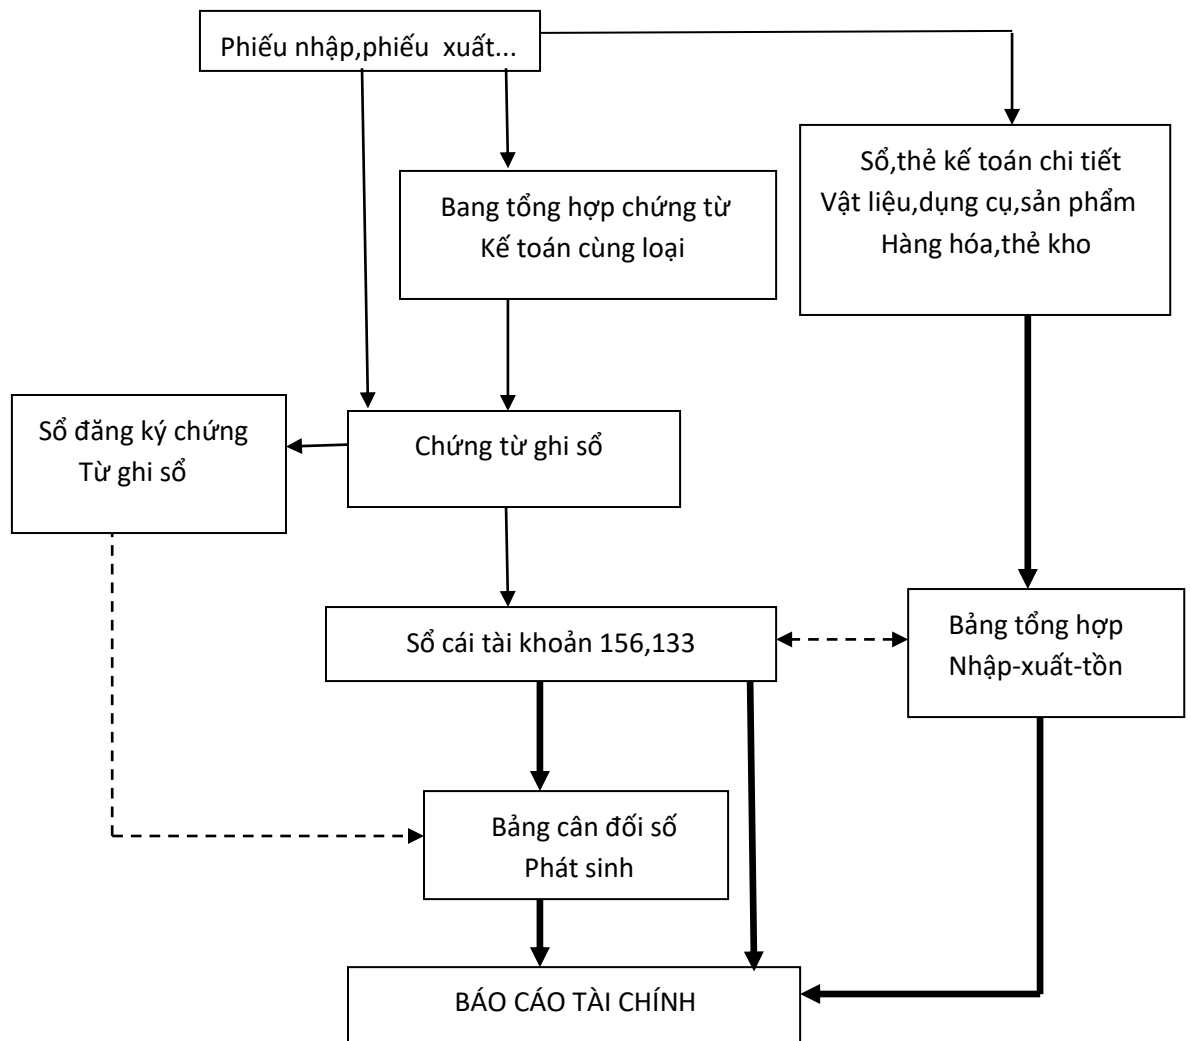 Phiếu nhập,phiếu  xuất...
Sổ,thẻ kế toán chi tiết
Vật liệu,dụng cụ,sản phẩm
Hàng hóa,thẻ kho
Bang tổng hợp chứng từ
Kế toán cùng loại
Sổ đăng ký chứng
Từ ghi sổ
Chứng từ ghi sổ
Sổ cái tài khoản 156,133
Bảng tổng hợp
Nhập-xuất-tồn
Bảng cân đối số
Phát sinh
BÁO CÁO TÀI CHÍNH